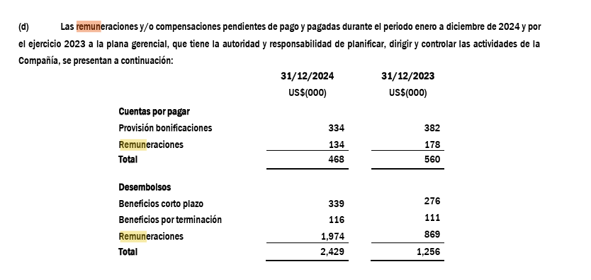 (d) Las remuneraciones y/o compensaciones pendientes de pago y pagadas durante el periodo enero a diciembre de 2024 y por
el ejercicio 2023 a la plana gerencial, que tiene la autoridad y responsabilidad de planificar, dirigir y controlar las actividades de la
Compañía, se presentan a continuación:
31/12/2024 31/12/2023
US$(000) US$(000)
Cuentas por pagar
Provisión bonificaciones 334 382
Remuneraciones 134 178
Total 468 560
Desembolsos
Beneficios corto plazo 339 276
Beneficios por terminación 116 111
Remuneraciones 1,974 869
Total 2,429 1,256